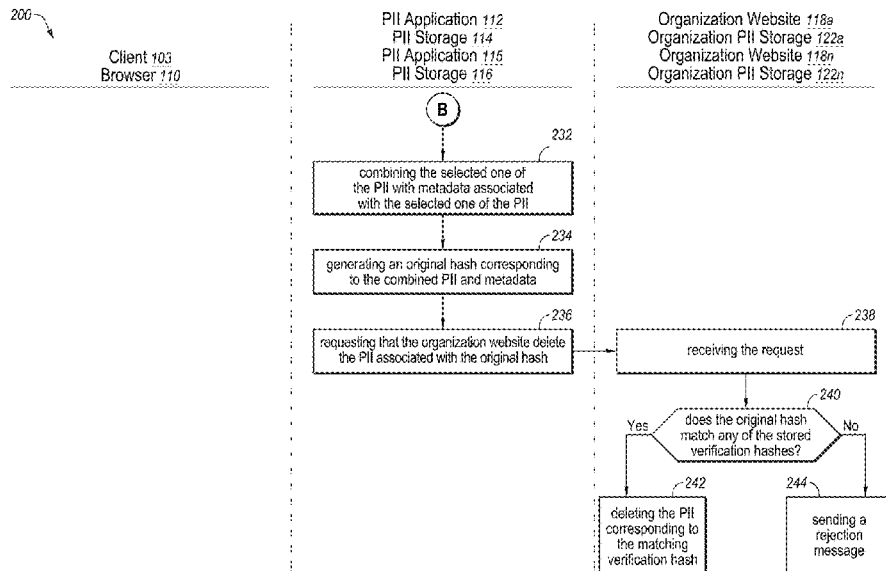 200
Client 103
Browser 110
PII Application 112
PII Storage 114
PII Application 115
PII Storage 116
Organization Website 118a
Organization PII Storage 122a
Organization Website 118n
Organization PII Storage 122n
B
232
combining the selected one of
the PII with metadata associated
with the selected one of the PII
234
generating an original hash corresponding
to the combined PII and metadata
236
requesting that the organization website delete
the PII associated with the original hash
238
receiving the request
240
does the original hash
match any of the stored
verification hashes?
Yes
No
242
deleting the PII
corresponding to
the matching
verification hash
244
sending a
rejection
message